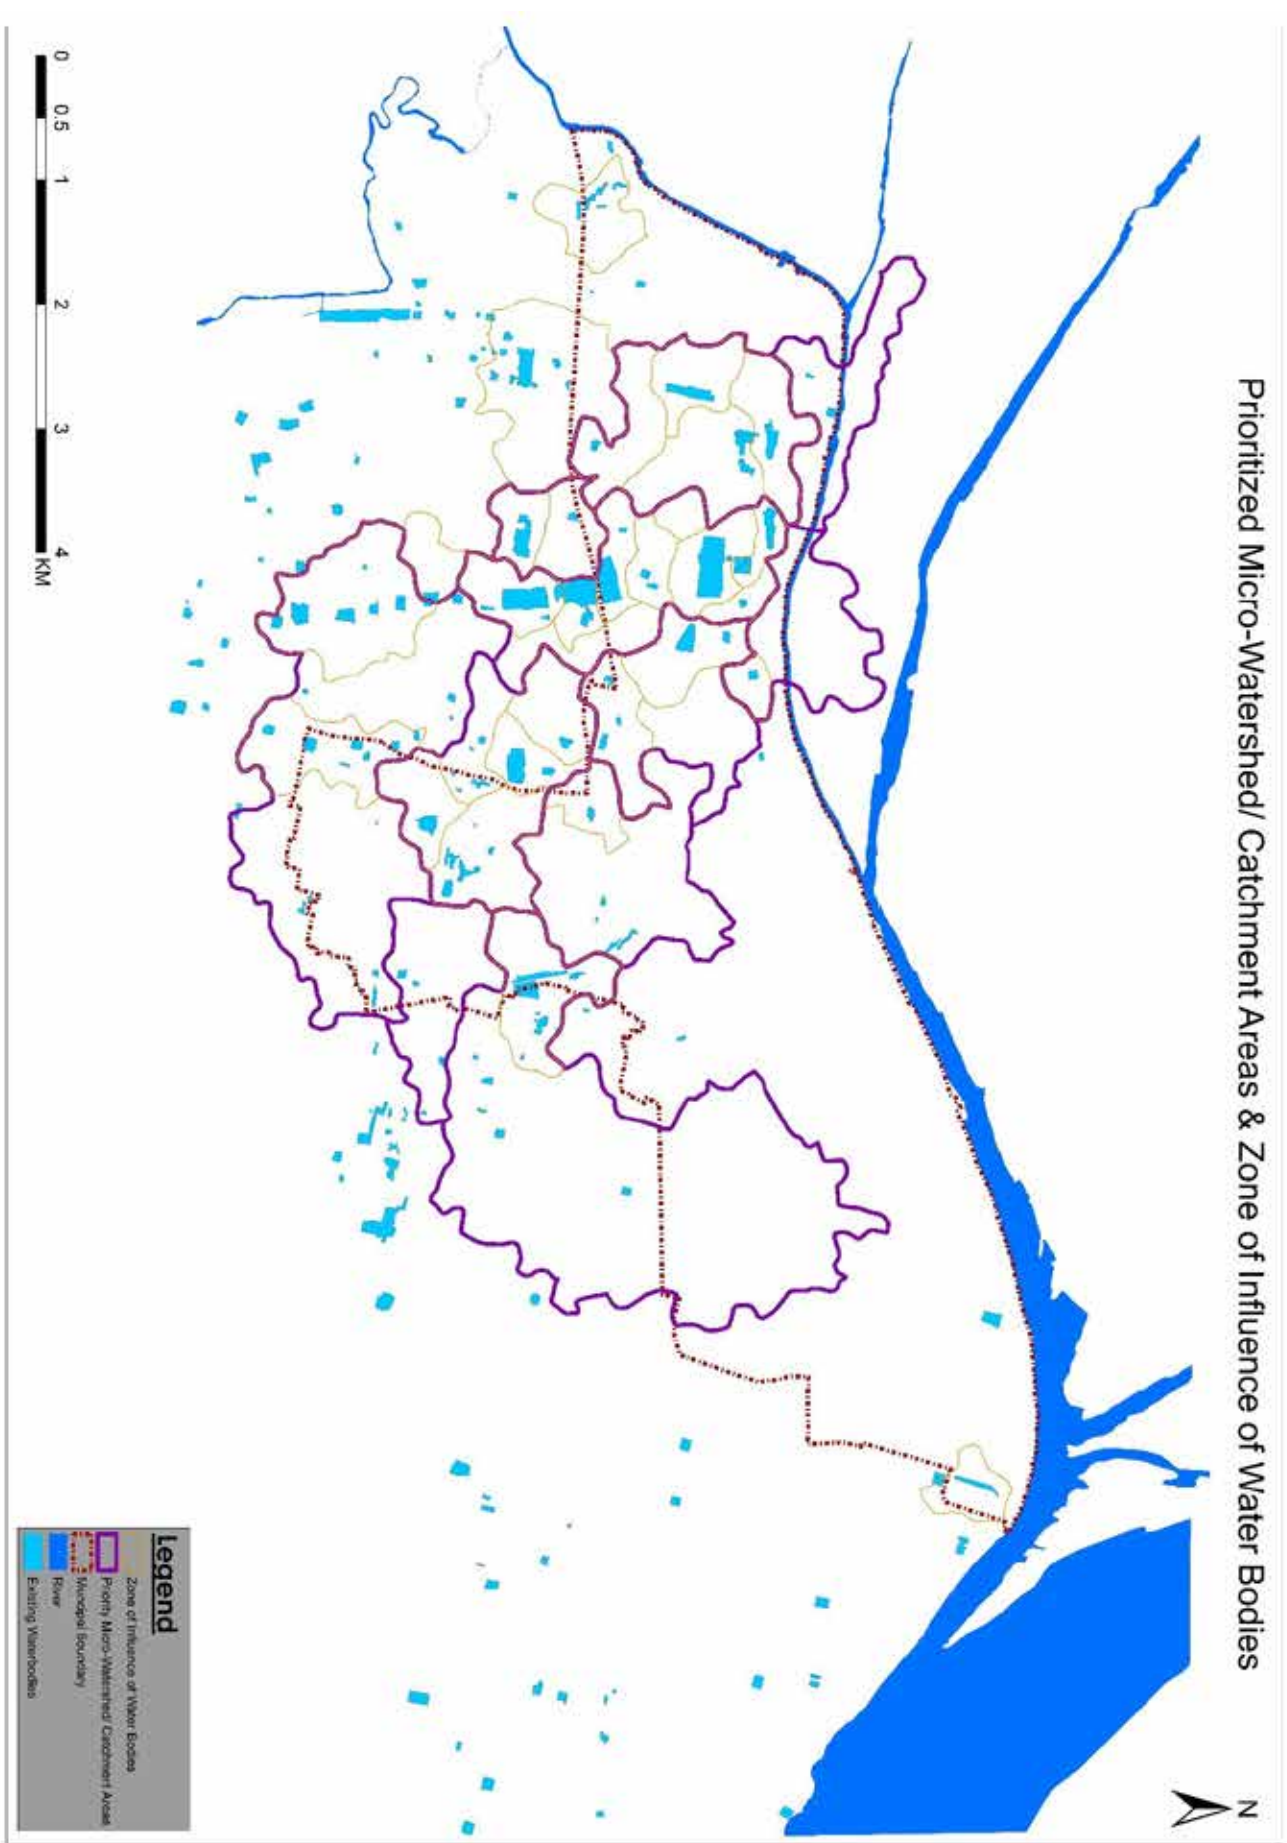 Prioritized Micro-Watershed/ Catchment Areas & Zone of Influence of Water Bodies
N
0 0.5 1 2 3 4 KM
Legend
Zone of Influence of Water Bodies
Priority Micro-Watershed/ Catchment Areas
Muncipal Boundary
River
Existing Waterbodies